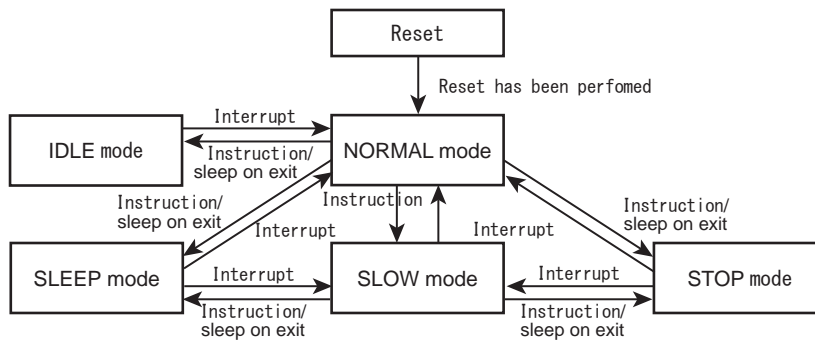 Reset
Reset has been perfomed
Interrupt
IDLE mode
NORMAL mode
Instruction/
sleep on exit
Instruction/
sleep on exit
Instruction
Instruction/
sleep on exit
Interrupt
Interrupt
SLEEP mode
Interrupt
SLOW mode
Interrupt
STOP mode
Instruction/
sleep on exit
Instruction/
sleep on exit